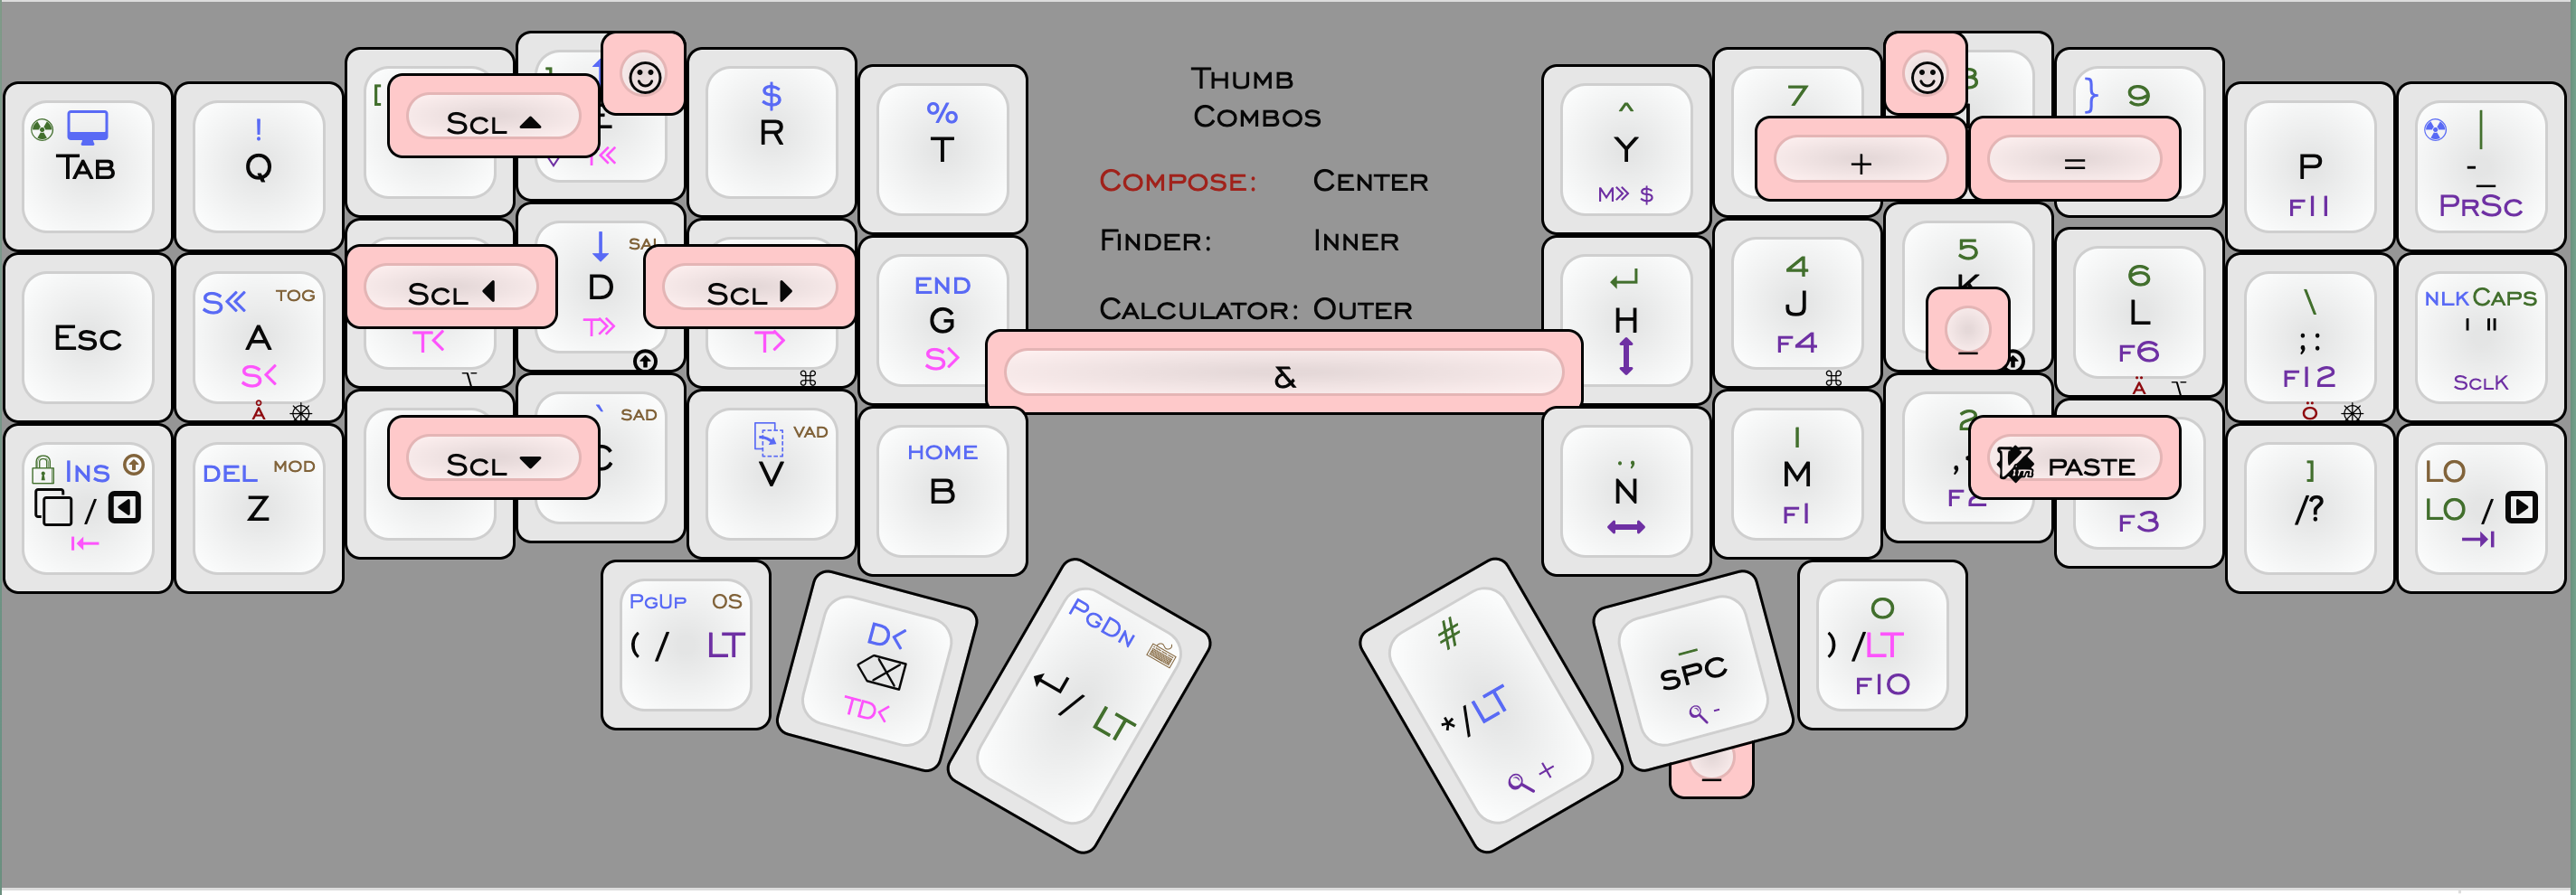 THUMB
COMBOS
COMPOSE: CENTER
FINDER: INNER
CALCULATOR: OUTER
TAB
!
Q
[
SCL ▲
T≪
$
R
%
T
^
Y
M≫ $
7
+
8
=
} 9
P
F11
|
- _
PRSC
ESC
S≪ TOG
A
S<
Å
SCL ◀
T<
↓
D
T≫
SCL ▶
T>
⌘
END
G
S>
&
↵
H
↕
4
J
F4
⌘
5
K
_
6
L
F6
Ä
\
; :
F12
Ö
NLK CAPS
' "
SCLK
INS
/
DEL MOD
Z
SCL ▼
` SAD
C
VAD
V
HOME
B
. ,
N
↔
1
M
F1
2
F2
PASTE
F3
]
/?
LO
LO /
→|
PGUP OS
( / LT
D<
TD<
PGDN
↵ / LT
#
* / LT
+
_
SPC
-
_
0
) / LT
F10